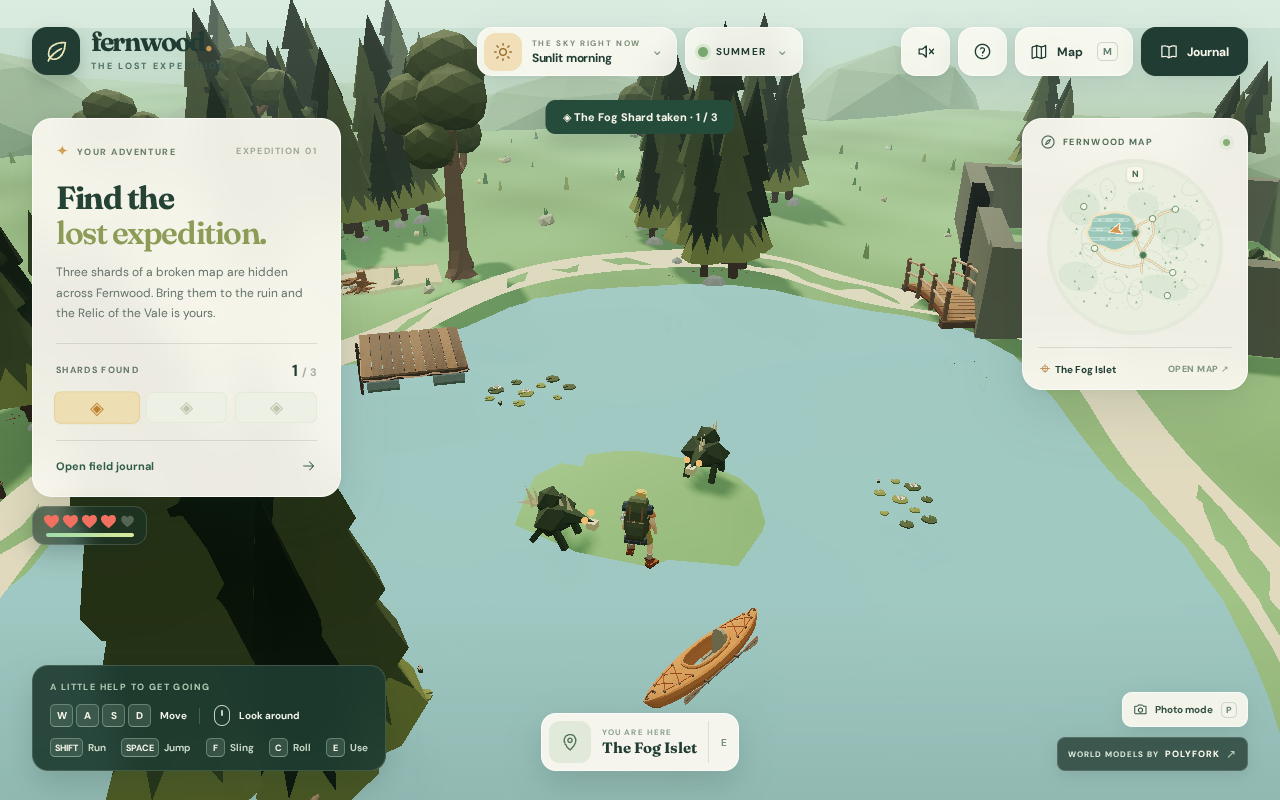 fernwood.
THE LOST EXPE
THE SKY RIGHT NOW
Sunlit morning
SUMMER
Map M
Journal
◈ The Fog Shard taken · 1 / 3
YOUR ADVENTURE
EXPEDITION 01
Find the
lost expedition.
Three shards of a broken map are hidden
across Fernwood. Bring them to the ruin and
the Relic of the Vale is yours.
SHARDS FOUND
1 / 3
Open field journal →
FERNWOOD MAP
N
The Fog Islet
OPEN MAP ↗
A LITTLE HELP TO GET GOING
W A S D Move
Look around
SHIFT Run SPACE Jump F Sling C Roll E Use
YOU ARE HERE
The Fog Islet
E
Photo mode P
WORLD MODELS BY POLYFORK ↗